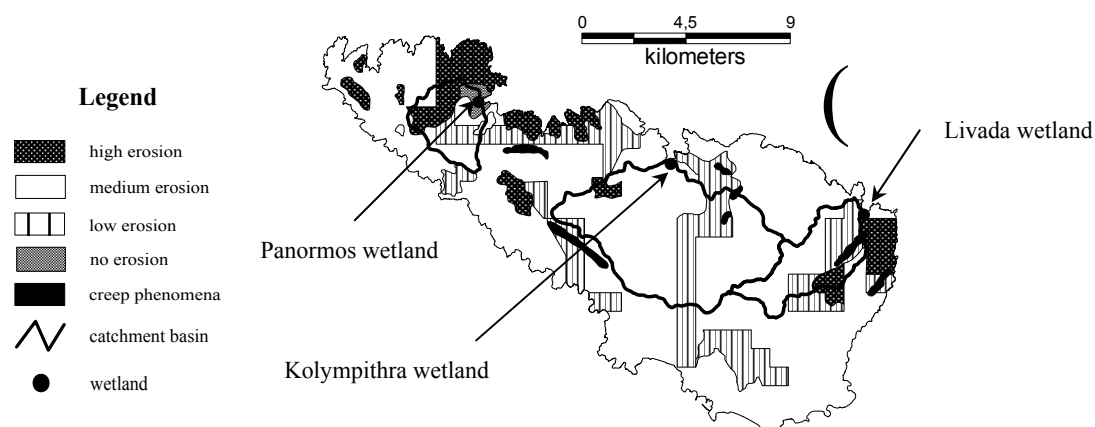 0 4,5 9
kilometers
Legend
high erosion
medium erosion
low erosion
no erosion
creep phenomena
catchment basin
wetland
Livada wetland
Panormos wetland
Kolympithra wetland